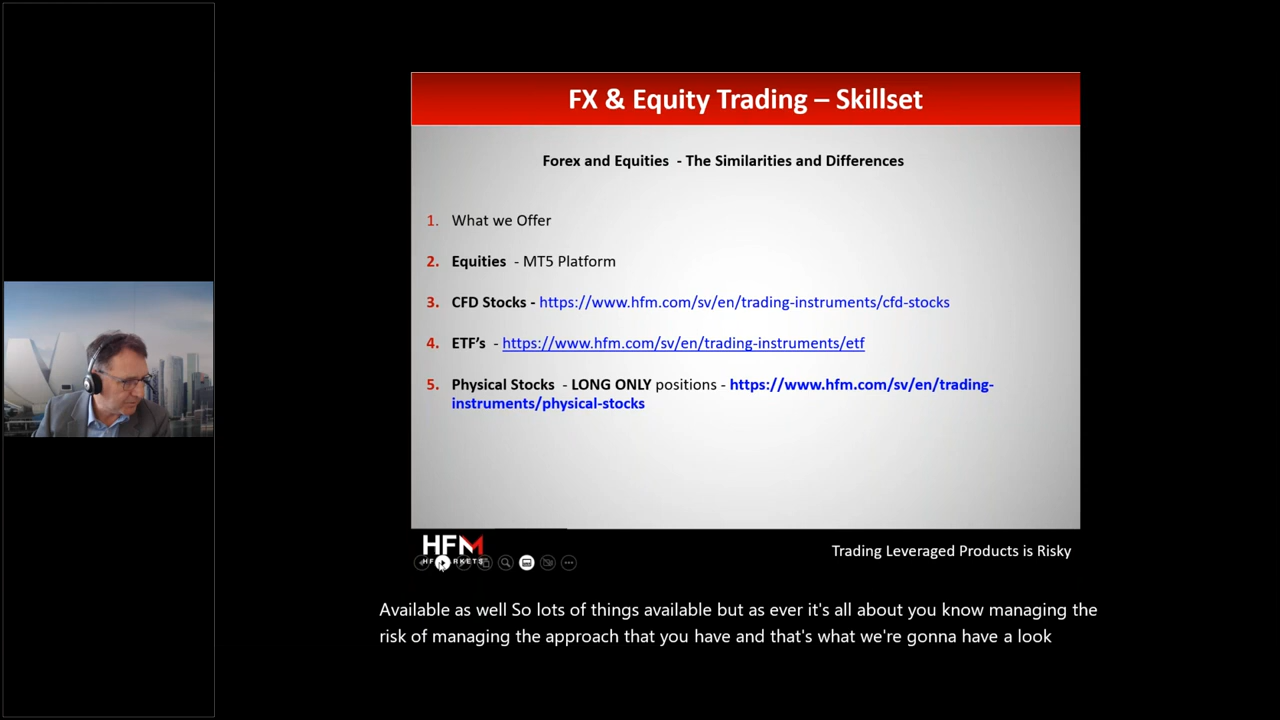 FX & Equity Trading – Skillset
Forex and Equities - The Similarities and Differences
1. What we Offer
2. Equities - MT5 Platform
3. CFD Stocks - https://www.hfm.com/sv/en/trading-instruments/cfd-stocks
4. ETF's - https://www.hfm.com/sv/en/trading-instruments/etf
5. Physical Stocks - LONG ONLY positions - https://www.hfm.com/sv/en/trading-
instruments/physical-stocks
HFM
Trading Leveraged Products is Risky
Available as well So lots of things available but as ever it's all about you know managing the
risk of managing the approach that you have and that's what we're gonna have a look